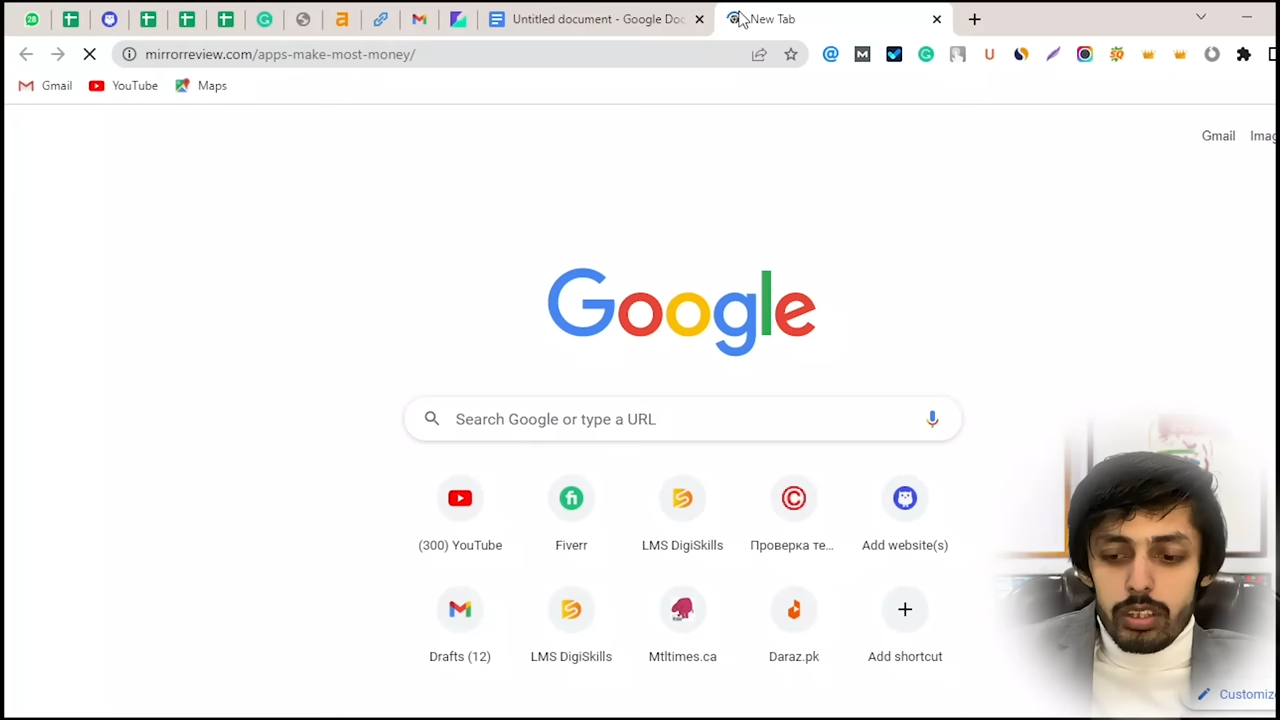 28
Untitled document - Google Doc
New Tab
mirrorreview.com/apps-make-most-money/
Gmail
YouTube
Maps
Gmail
Imag
Google
Search Google or type a URL
(300) YouTube
Fiverr
LMS DigiSkills
Проверка те...
Add website(s)
Drafts (12)
LMS DigiSkills
Mtltimes.ca
Daraz.pk
Add shortcut
Customiz